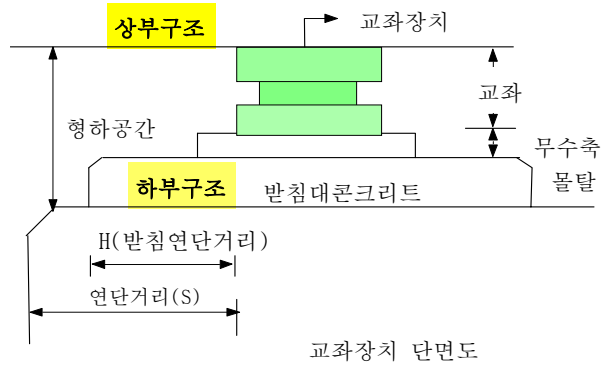 상부구조
교좌장치
교좌
형하공간
무수축
몰탈
하부구조
받침대콘크리트
H(받침연단거리)
연단거리(S)
교좌장치 단면도